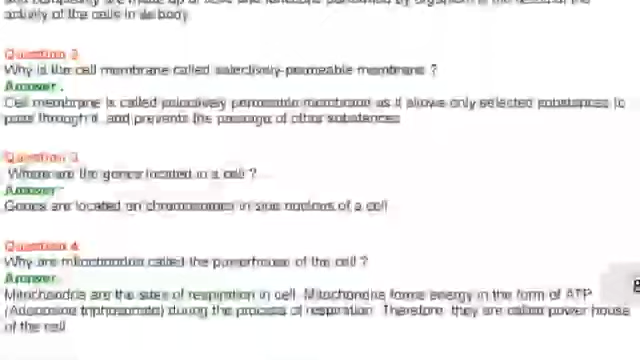 activity of the cells in its body
Question 2
Why is the cell membrane called selectively-permeable membrane ?
Answer.
Cell membrane is called selectively permeable membrane as it allows only selected substances to
pass through it and prevents the passage of other substances
Question 3
Where are the genes located in a cell ?
Answer
Genes are located on chromosomes in nucleus of a cell
Question 4
Why are mitochondria called the powerhouse of the cell ?
Answer.
Mitochondria are the sites of respiration in cell. Mitochondria forms energy in the form of ATP
(Adenosine triphosphate) during the process of respiration. Therefore, they are called power house
of the cell